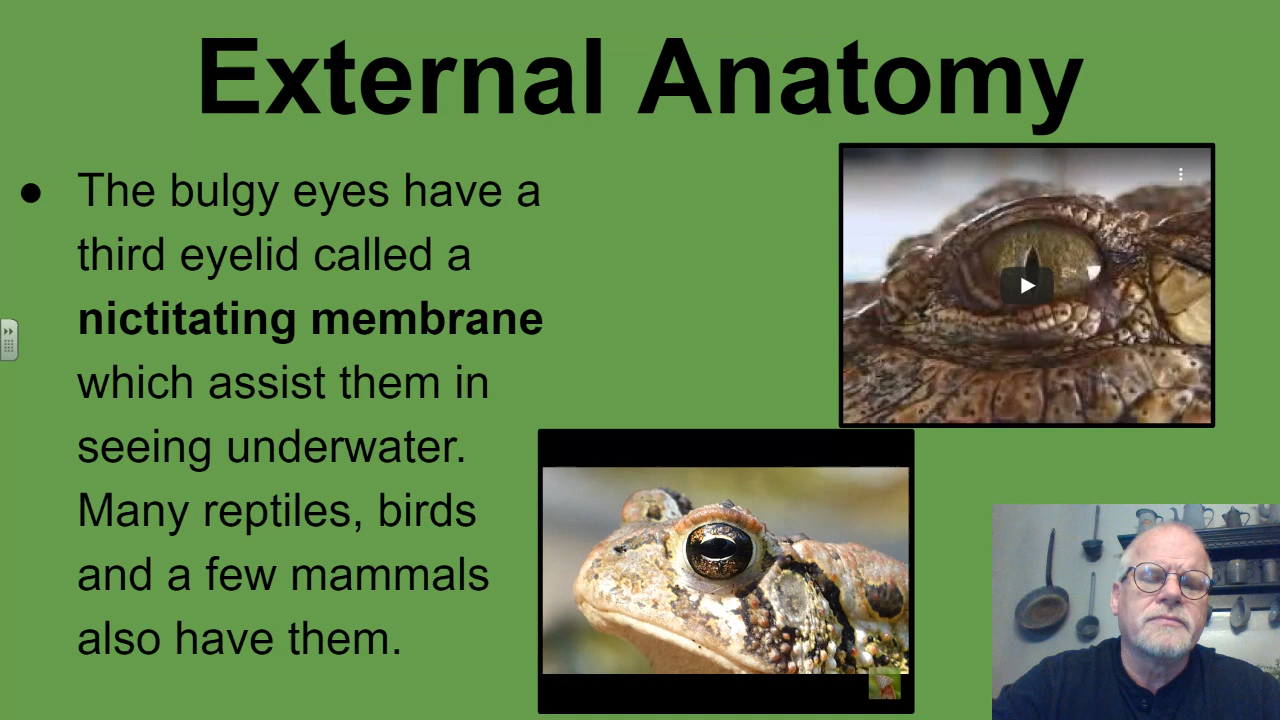 External Anatomy
● The bulgy eyes have a
third eyelid called a
nictitating membrane
which assist them in
seeing underwater.
Many reptiles, birds
and a few mammals
also have them.